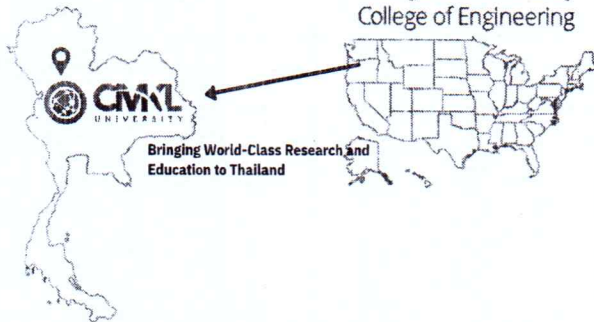 College of Engineering
CMKL
UNIVERSITY
Bringing World-Class Research and
Education to Thailand